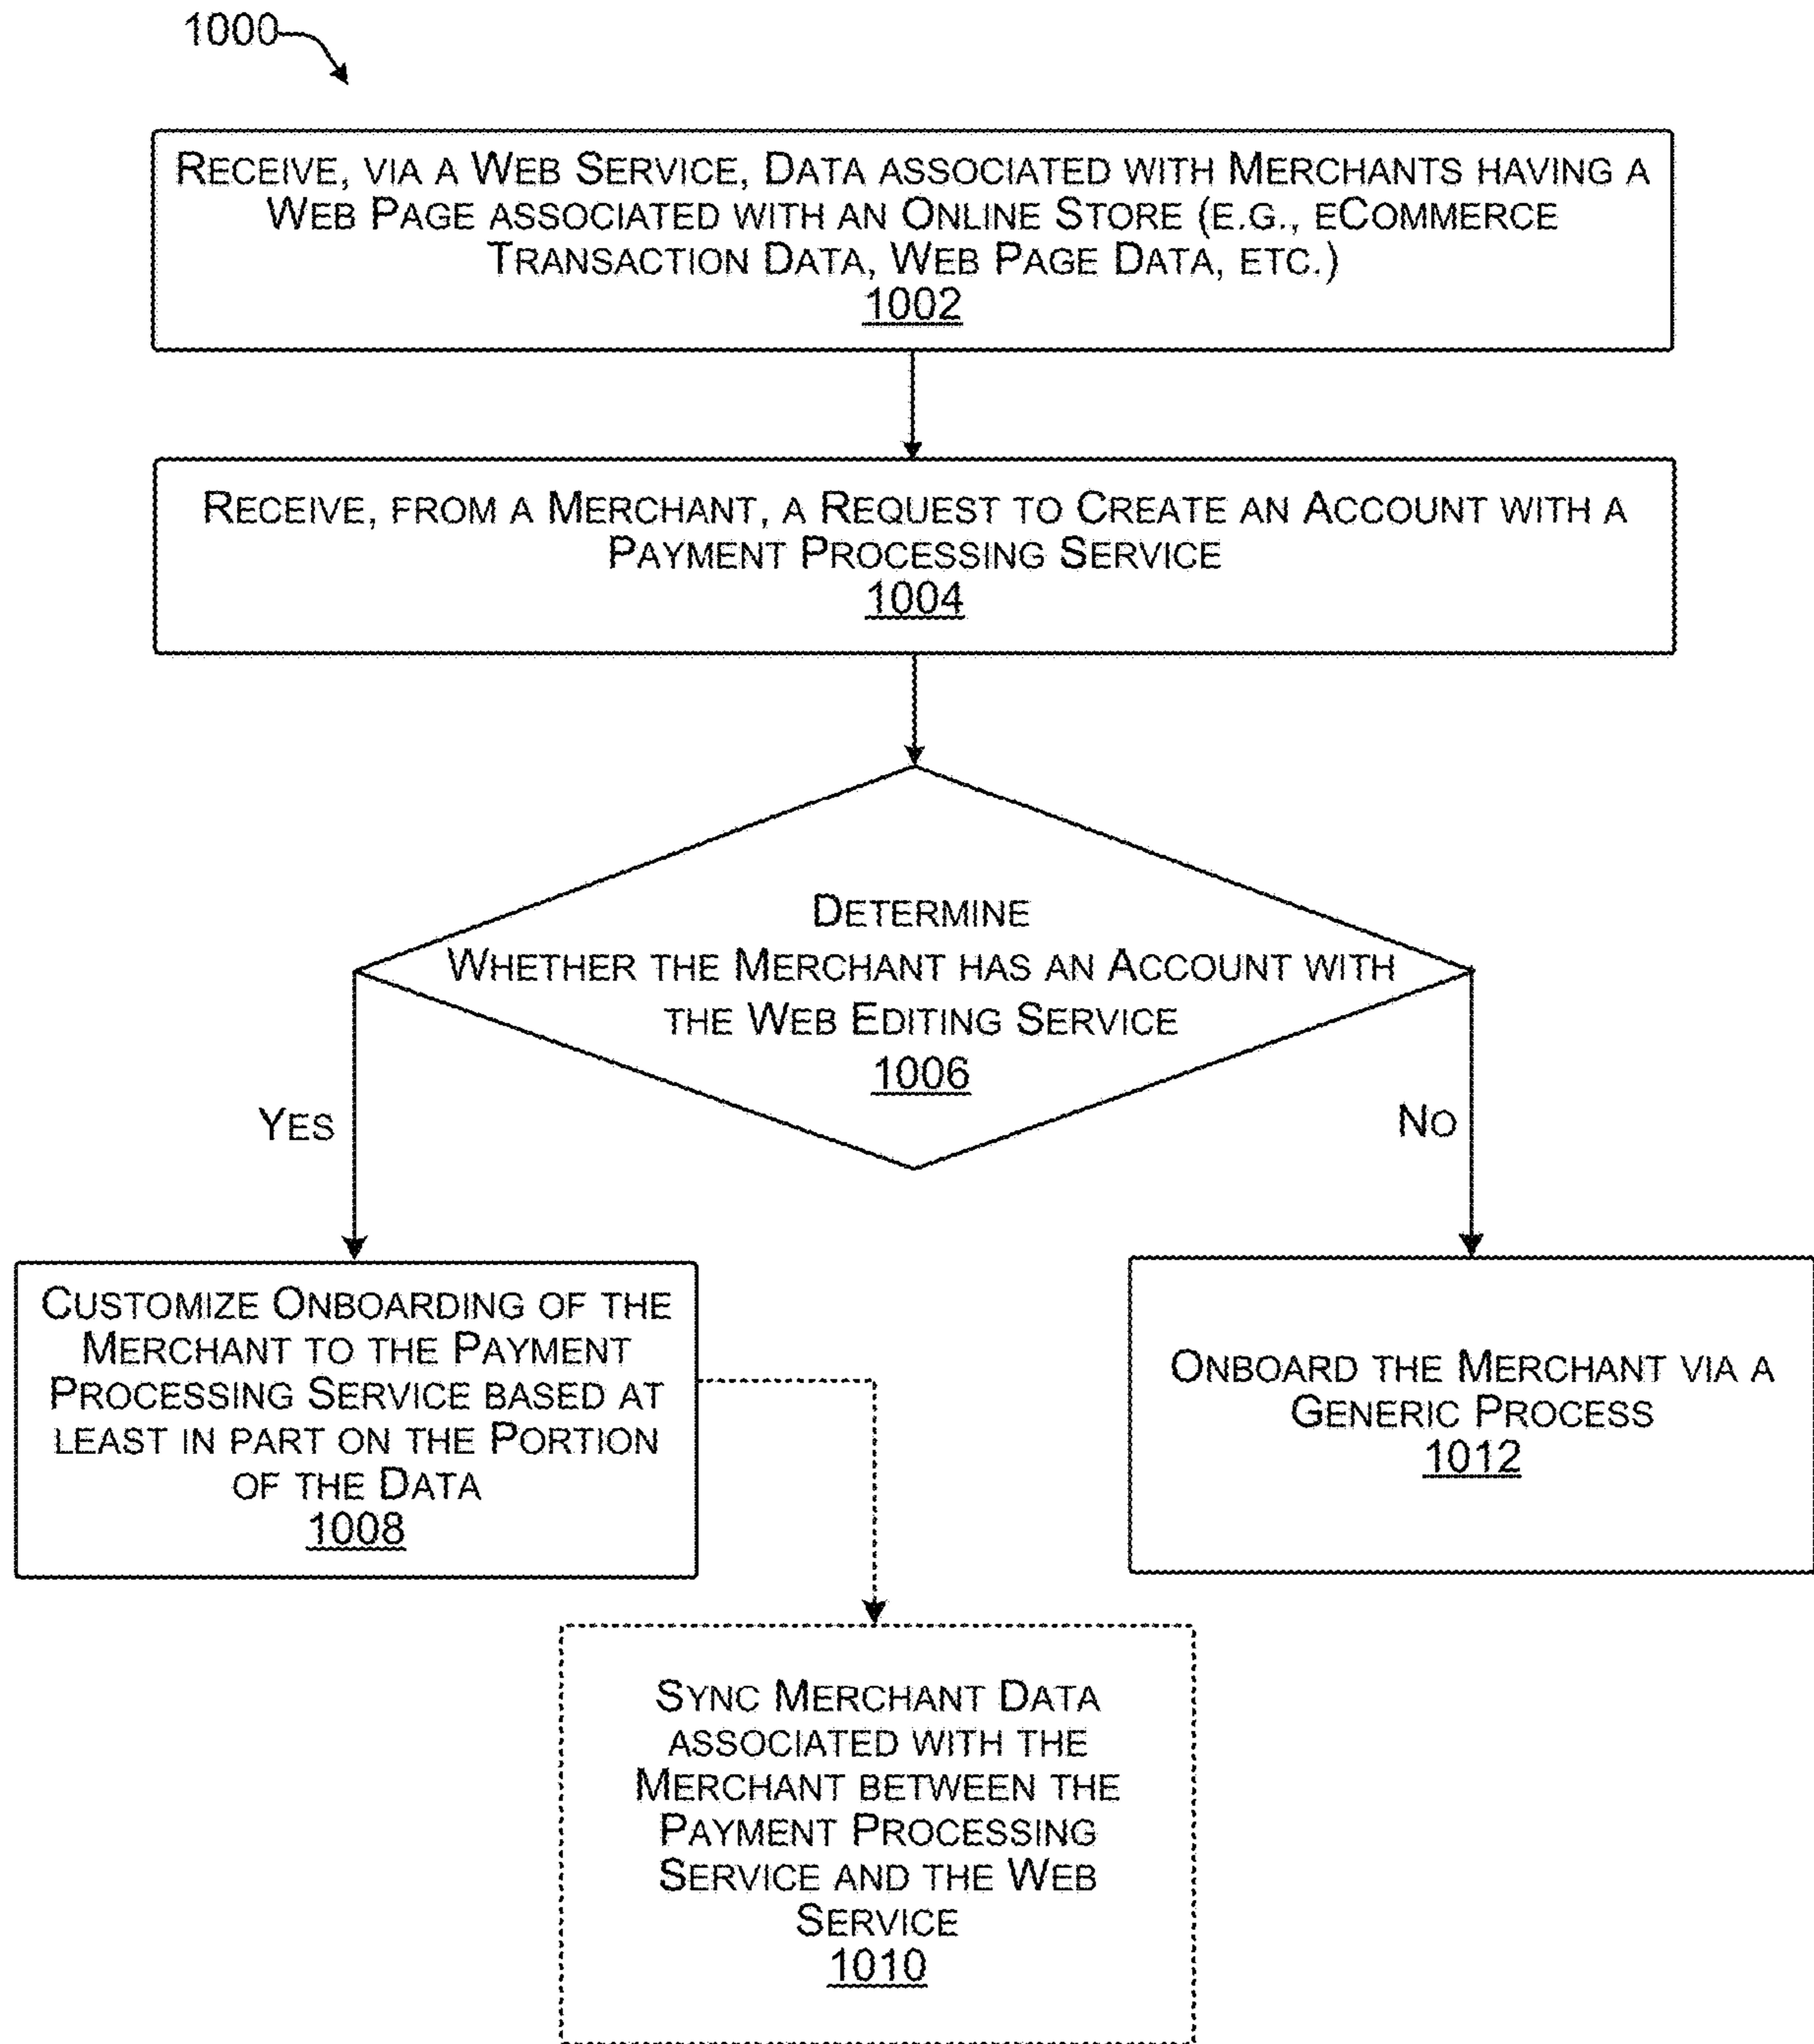 1000
RECEIVE, VIA A WEB SERVICE, DATA ASSOCIATED WITH MERCHANTS HAVING A
WEB PAGE ASSOCIATED WITH AN ONLINE STORE (E.G., ECOMMERCE
TRANSACTION DATA, WEB PAGE DATA, ETC.)
1002
RECEIVE, FROM A MERCHANT, A REQUEST TO CREATE AN ACCOUNT WITH A
PAYMENT PROCESSING SERVICE
1004
DETERMINE
WHETHER THE MERCHANT HAS AN ACCOUNT WITH
THE WEB EDITING SERVICE
1006
YES
NO
CUSTOMIZE ONBOARDING OF THE
MERCHANT TO THE PAYMENT
PROCESSING SERVICE BASED AT
LEAST IN PART ON THE PORTION
OF THE DATA
1008
ONBOARD THE MERCHANT VIA A
GENERIC PROCESS
1012
SYNC MERCHANT DATA
ASSOCIATED WITH THE
MERCHANT BETWEEN THE
PAYMENT PROCESSING
SERVICE AND THE WEB
SERVICE
1010